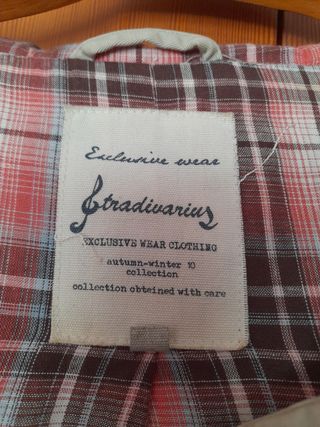 Exclusive wear
Stradivarius
EXCLUSIVE WEAR CLOTHING
autumn-winter 10
collection
collection obteined with care